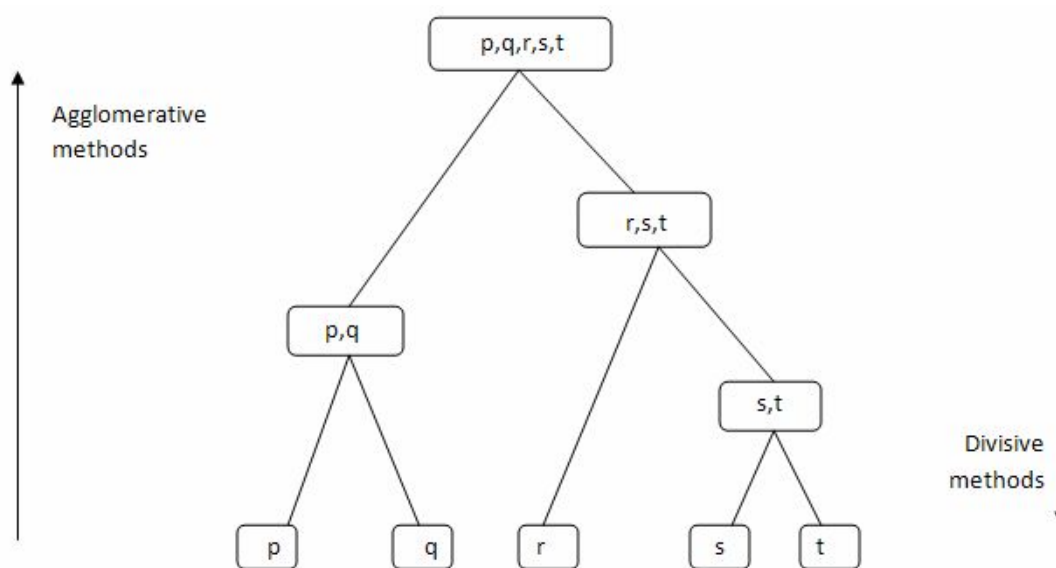 p,q,r,s,t
Agglomerative
methods
r,s,t
p,q
s,t
Divisive
methods
p
q
r
s
t